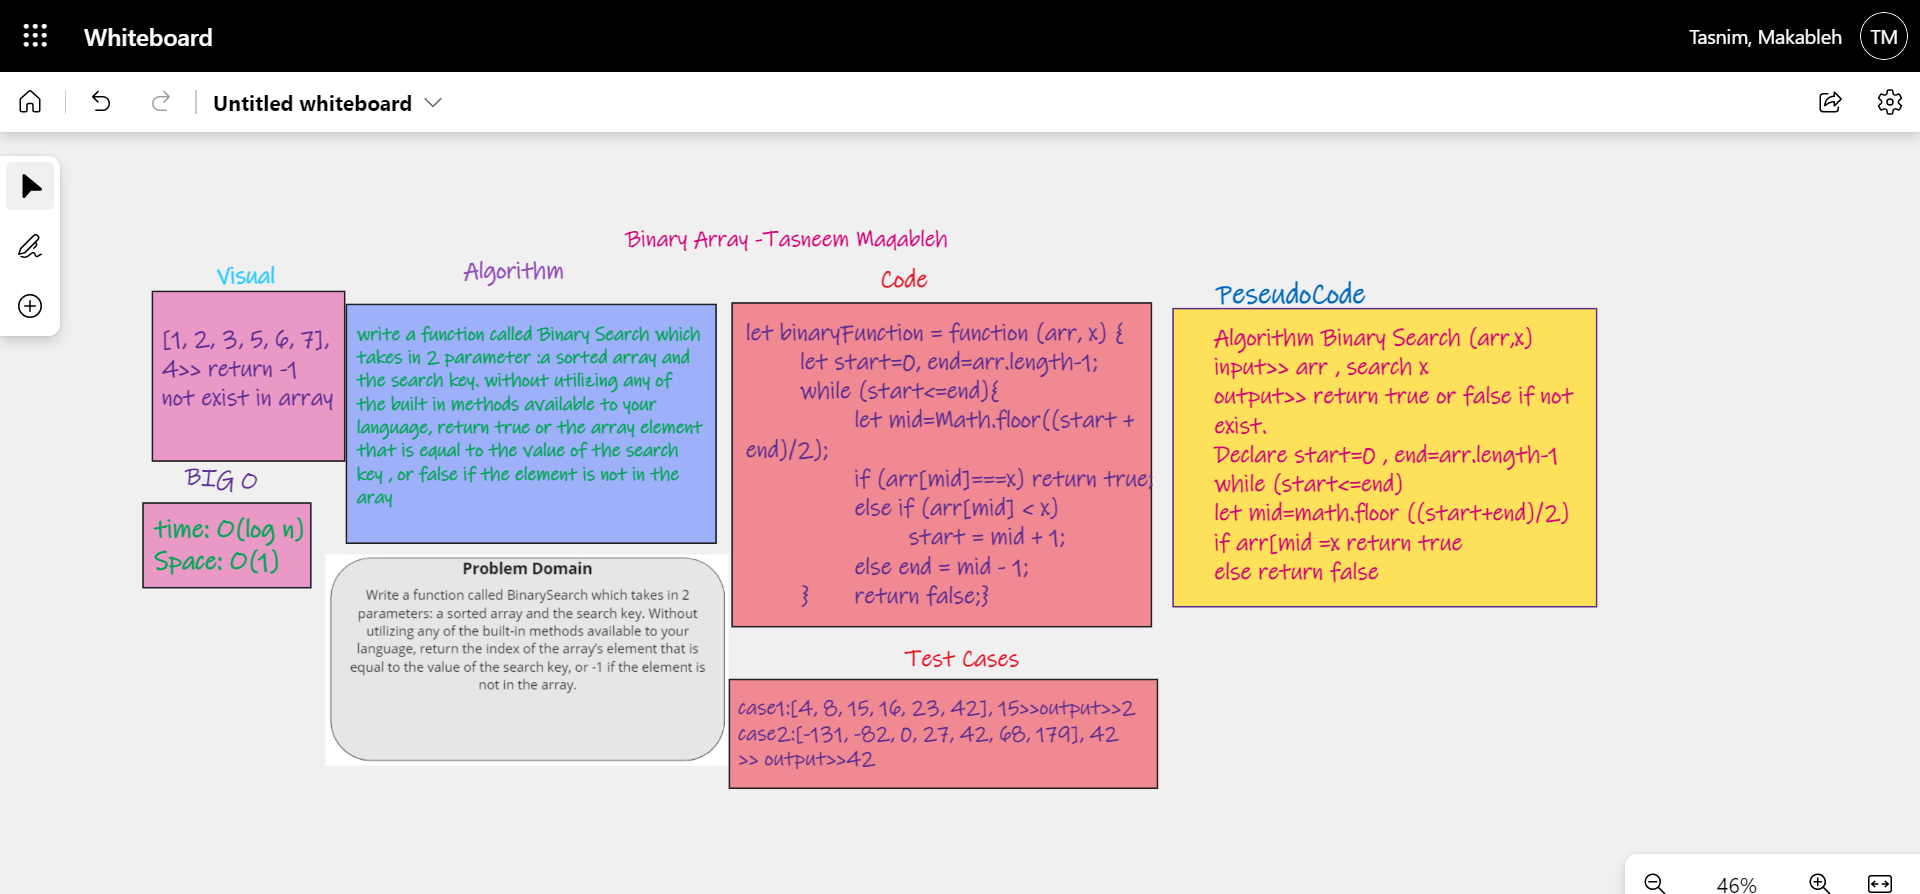 Whiteboard
Tasnim, Makableh
TM
Untitled whiteboard
Binary Array -Tasneem Maqableh
Visual
[1, 2, 3, 5, 6, 7],
4>> return -1
not exist in array
BIG O
time: O(log n)
Space: O(1)
Algorithm
write a function called Binary Search which
takes in 2 parameter :a sorted array and
the search key. without utilizing any of
the built in methods available to your
language, return true or the array element
that is equal to the value of the search
key , or false if the element is not in the
aray
Problem Domain
Write a function called BinarySearch which takes in 2
parameters: a sorted array and the search key. Without
utilizing any of the built-in methods available to your
language, return the index of the array's element that is
equal to the value of the search key, or -1 if the element is
not in the array.
Code
let binaryFunction = function (arr, x) {
let start=0, end=arr.length-1;
while (start<=end){
let mid=Math.floor((start +
end)/2);
if (arr[mid]===x) return true;
else if (arr[mid] < x)
start = mid + 1;
else end = mid - 1;
} return false;}
Test Cases
case1:[4, 8, 15, 16, 23, 42], 15>>output>>2
case2:[-131, -82, 0, 27, 42, 68, 179], 42
>> output>>42
PeseudoCode
Algorithm Binary Search (arr,x)
input>> arr , search x
output>> return true or false if not
exist.
Declare start=0 , end=arr.length-1
while (start<=end)
let mid=math.floor ((start+end)/2)
if arr[mid =x return true
else return false
46%